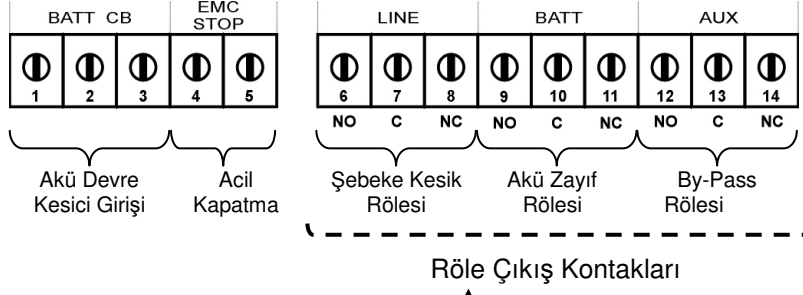 BATT CB
EMC
STOP
LINE
BATT
AUX
1 2 3 4 5 6 7 8 9 10 11 12 13 14
NO C NC NO C NC NO C NC
Akü Devre
Kesici Girişi
Acil
Kapatma
Şebeke Kesik
Rölesi
Akü Zayıf
Rölesi
By-Pass
Rölesi
Röle Çıkış Kontakları